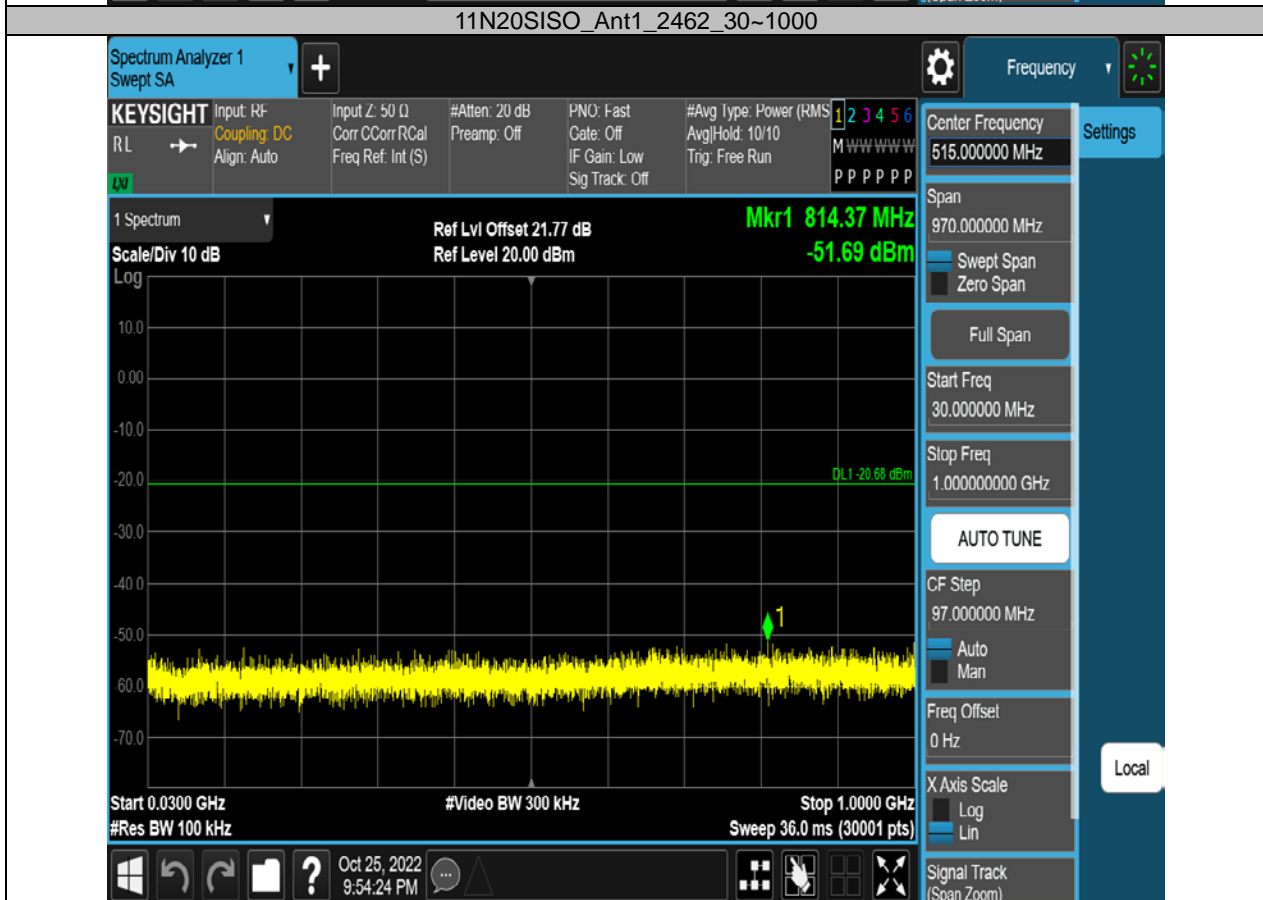 (Span Zoom)
11N20SISO_Ant1_2462_30~1000
Spectrum Analyzer 1
Swept SA
+
Frequency
KEYSIGHT
RL
LXI
Input: RF
Coupling: DC
Align: Auto
Input Z: 50 Ω
Corr CCorr RCal
Freq Ref: Int (S)
#Atten: 20 dB
Preamp: Off
PNO: Fast
Gate: Off
IF Gain: Low
Sig Track: Off
#Avg Type: Power (RMS
Avg|Hold: 10/10
Trig: Free Run
1 2 3 4 5 6
M W W W W W
P P P P P P
1 Spectrum
Scale/Div 10 dB
Log
Ref Lvl Offset 21.77 dB
Ref Level 20.00 dBm
Mkr1 814.37 MHz
-51.69 dBm
10.0
0.00
-10.0
-20.0
DL1 -20.68 dBm
-30.0
-40.0
1
-50.0
-60.0
-70.0
Start 0.0300 GHz
#Video BW 300 kHz
Stop 1.0000 GHz
#Res BW 100 kHz
Sweep 36.0 ms (30001 pts)
?
Oct 25, 2022
9:54:24 PM
Center Frequency
515.000000 MHz
Settings
Span
970.000000 MHz
Swept Span
Zero Span
Full Span
Start Freq
30.000000 MHz
Stop Freq
1.000000000 GHz
AUTO TUNE
CF Step
97.000000 MHz
Auto
Man
Freq Offset
0 Hz
Local
X Axis Scale
Log
Lin
Signal Track
(Span Zoom)